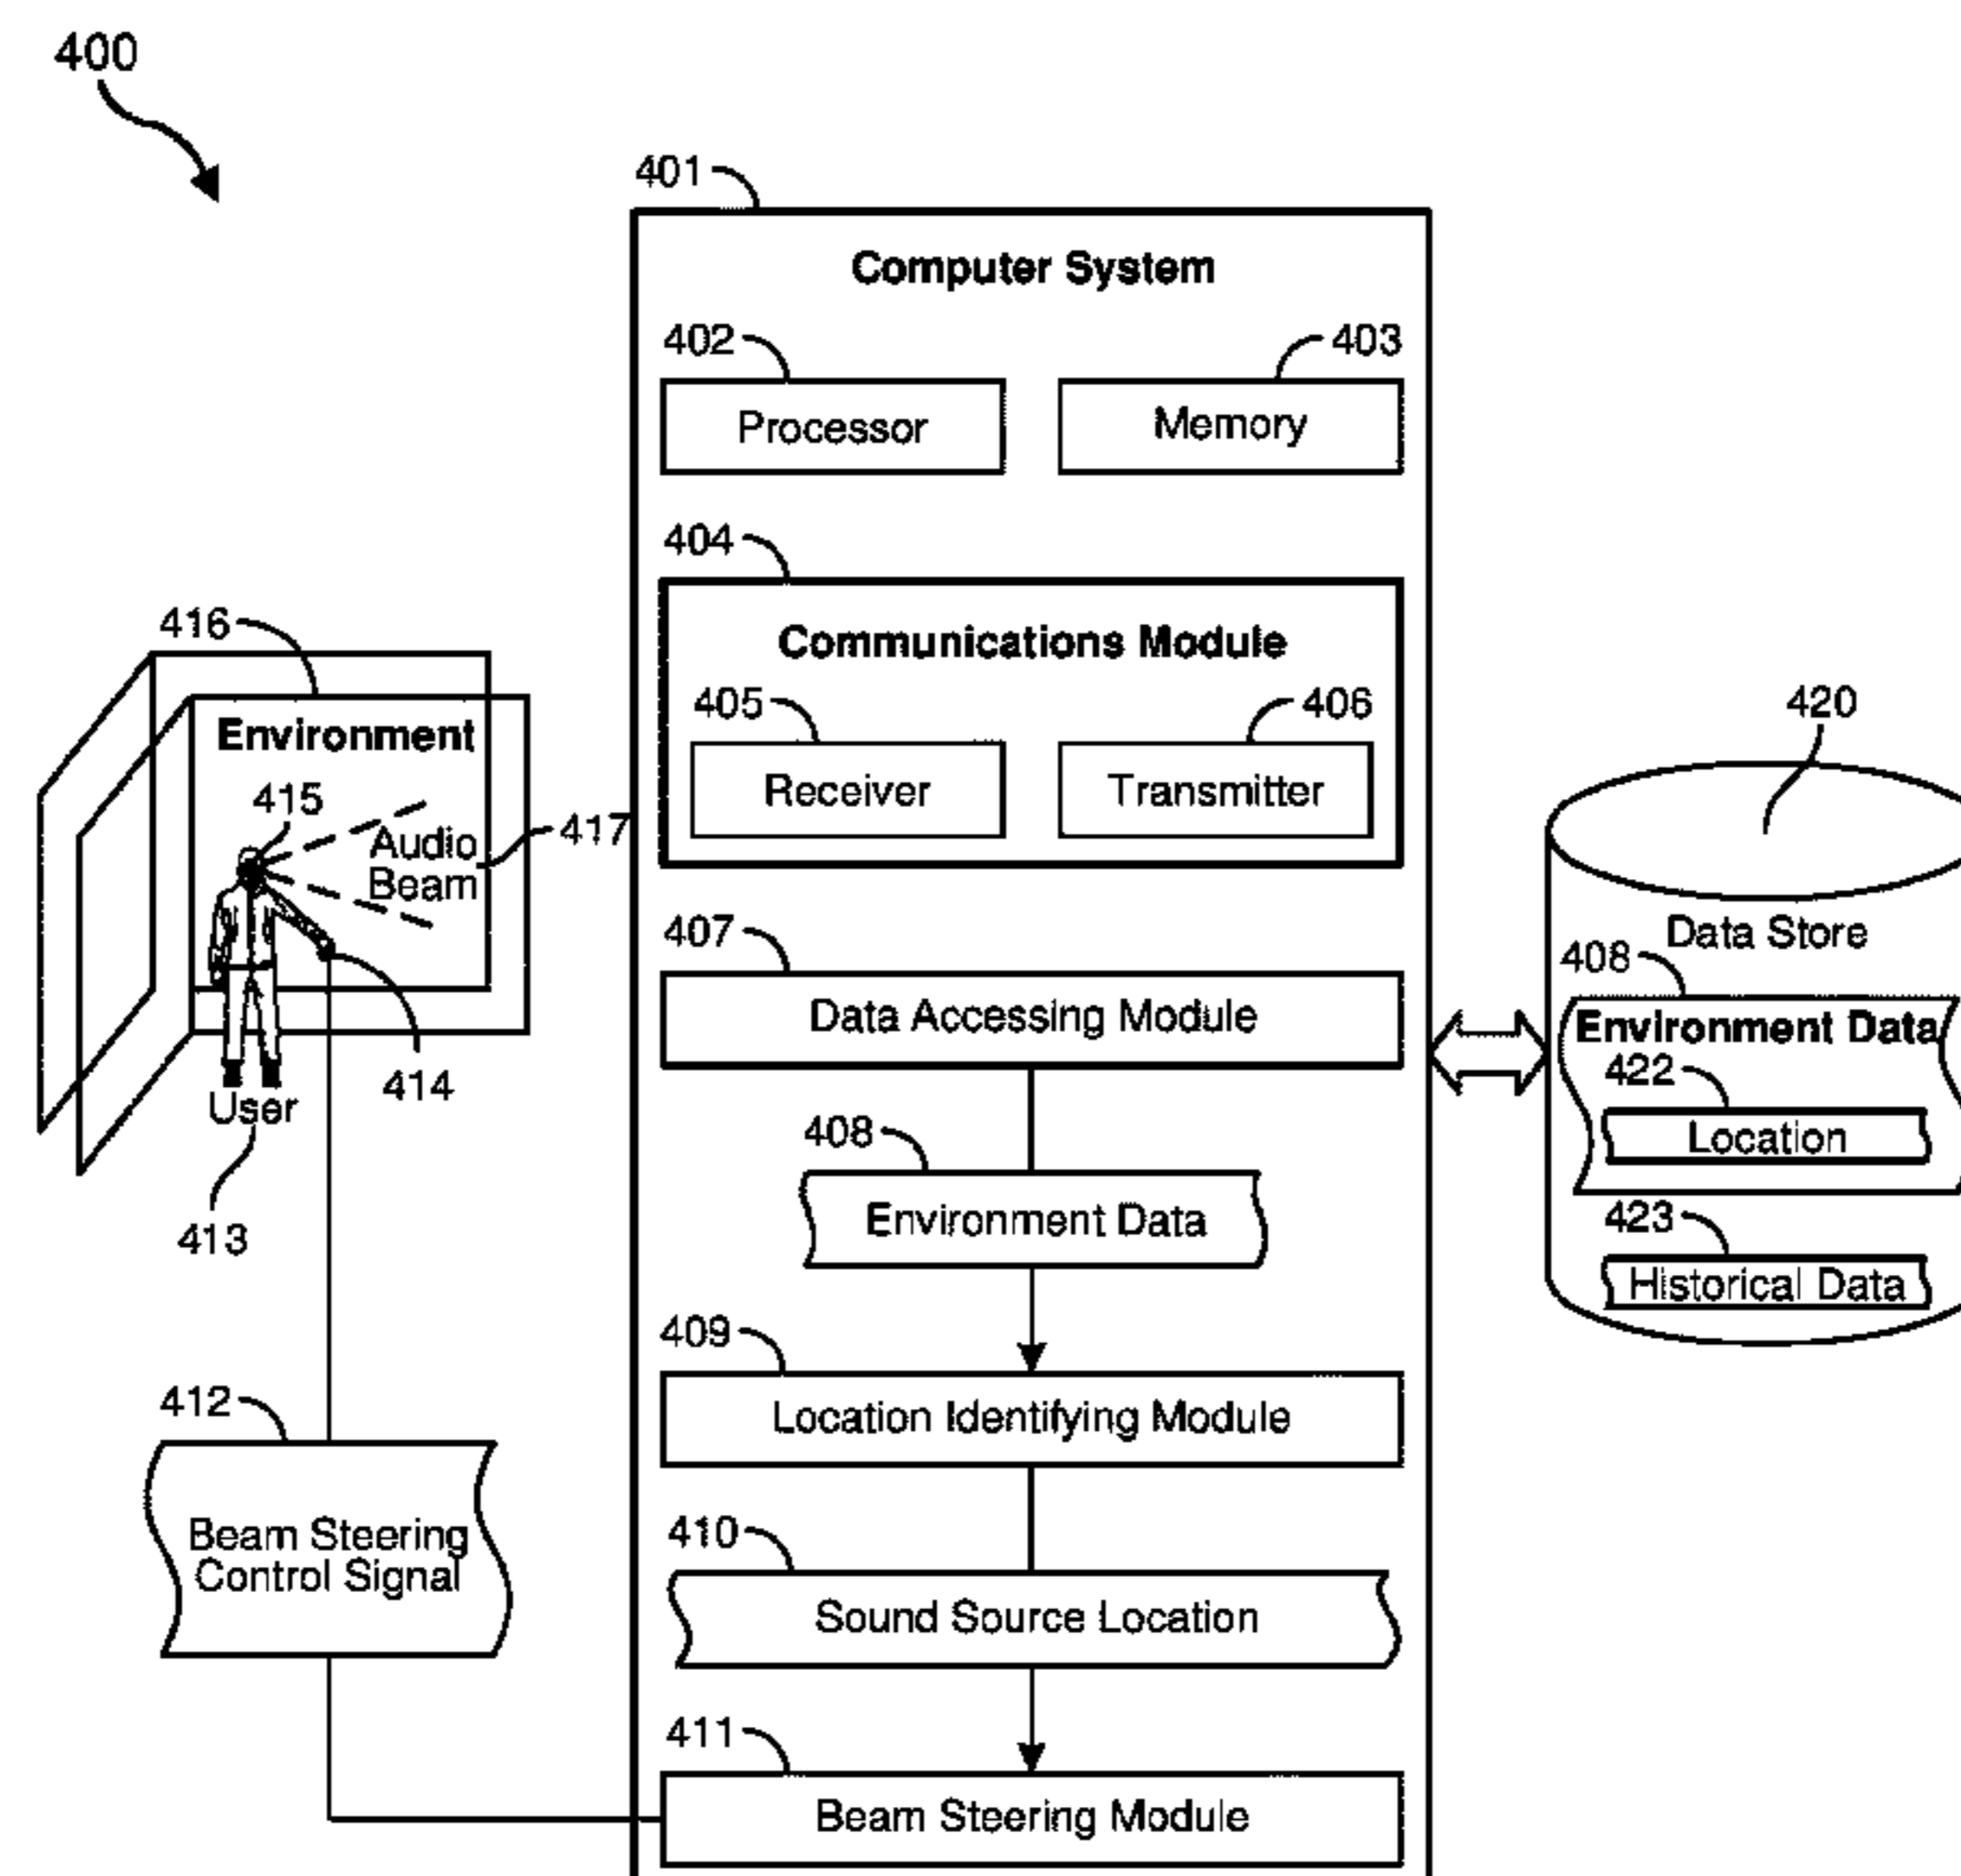 400
401
Computer System
402
403
Processor
Memory
404
Communications Module
405
406
Receiver
Transmitter
416
Environment
415
Audio
Beam
417
414
User
413
407
Data Accessing Module
408
Environment Data
409
Location Identifying Module
410
Sound Source Location
411
Beam Steering Module
412
Beam Steering
Control Signal
420
Data Store
408
Environment Data
422
Location
423
Historical Data